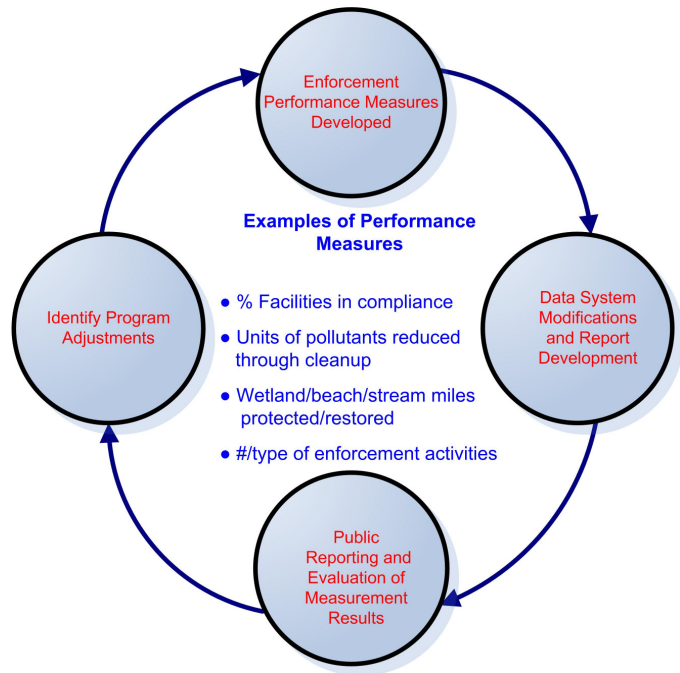 Enforcement
Performance Measures
Developed
Examples of Performance
Measures
● % Facilities in compliance
● Units of pollutants reduced
through cleanup
● Wetland/beach/stream miles
protected/restored
● #/type of enforcement activities
Identify Program
Adjustments
Data System
Modifications
and Report
Development
Public
Reporting and
Evaluation of
Measurement
Results